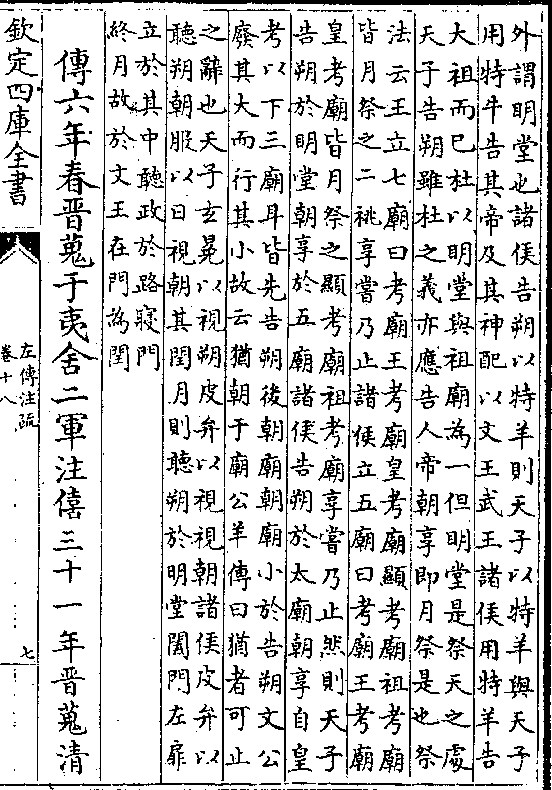 外謂明堂也諸侯告朔以特羊則天子以特羊與天子
用特牛告其帝及其神配以文王武王諸侯用特羊告
大祖而已杜以明堂與祖廟為一但明堂是祭天之處
天子告朔雖杜之義亦應告人帝朝享即月祭是也祭
法云王立七廟曰考廟王考廟皇考廟顯考廟祖考廟
皆月祭之二祧享嘗乃止諸侯立五廟曰考廟王考廟
皇考廟皆月祭之顯考廟祖考廟享嘗乃止然則天子
告朔於明堂朝享於五廟諸侯告朔於太廟朝享自皇
考以下三廟耳皆先告朔後朝廟朝廟小於告朔文公
廢其大而行其小故云猶朝于廟公羊傳曰猶者可止
之辭也天子玄冕以視朔皮弁以視視朝諸侯皮弁以
聽朔朝服以日視朝其閏月則聽朔於明堂闔門左扉
立於其中聽政於路寢門
終月故於文王在門為閏
傳六年春晉蒐于夷舍二軍注僖三十一年晉蒐清
欽定四庫全書
左傳注疏
卷十八
七